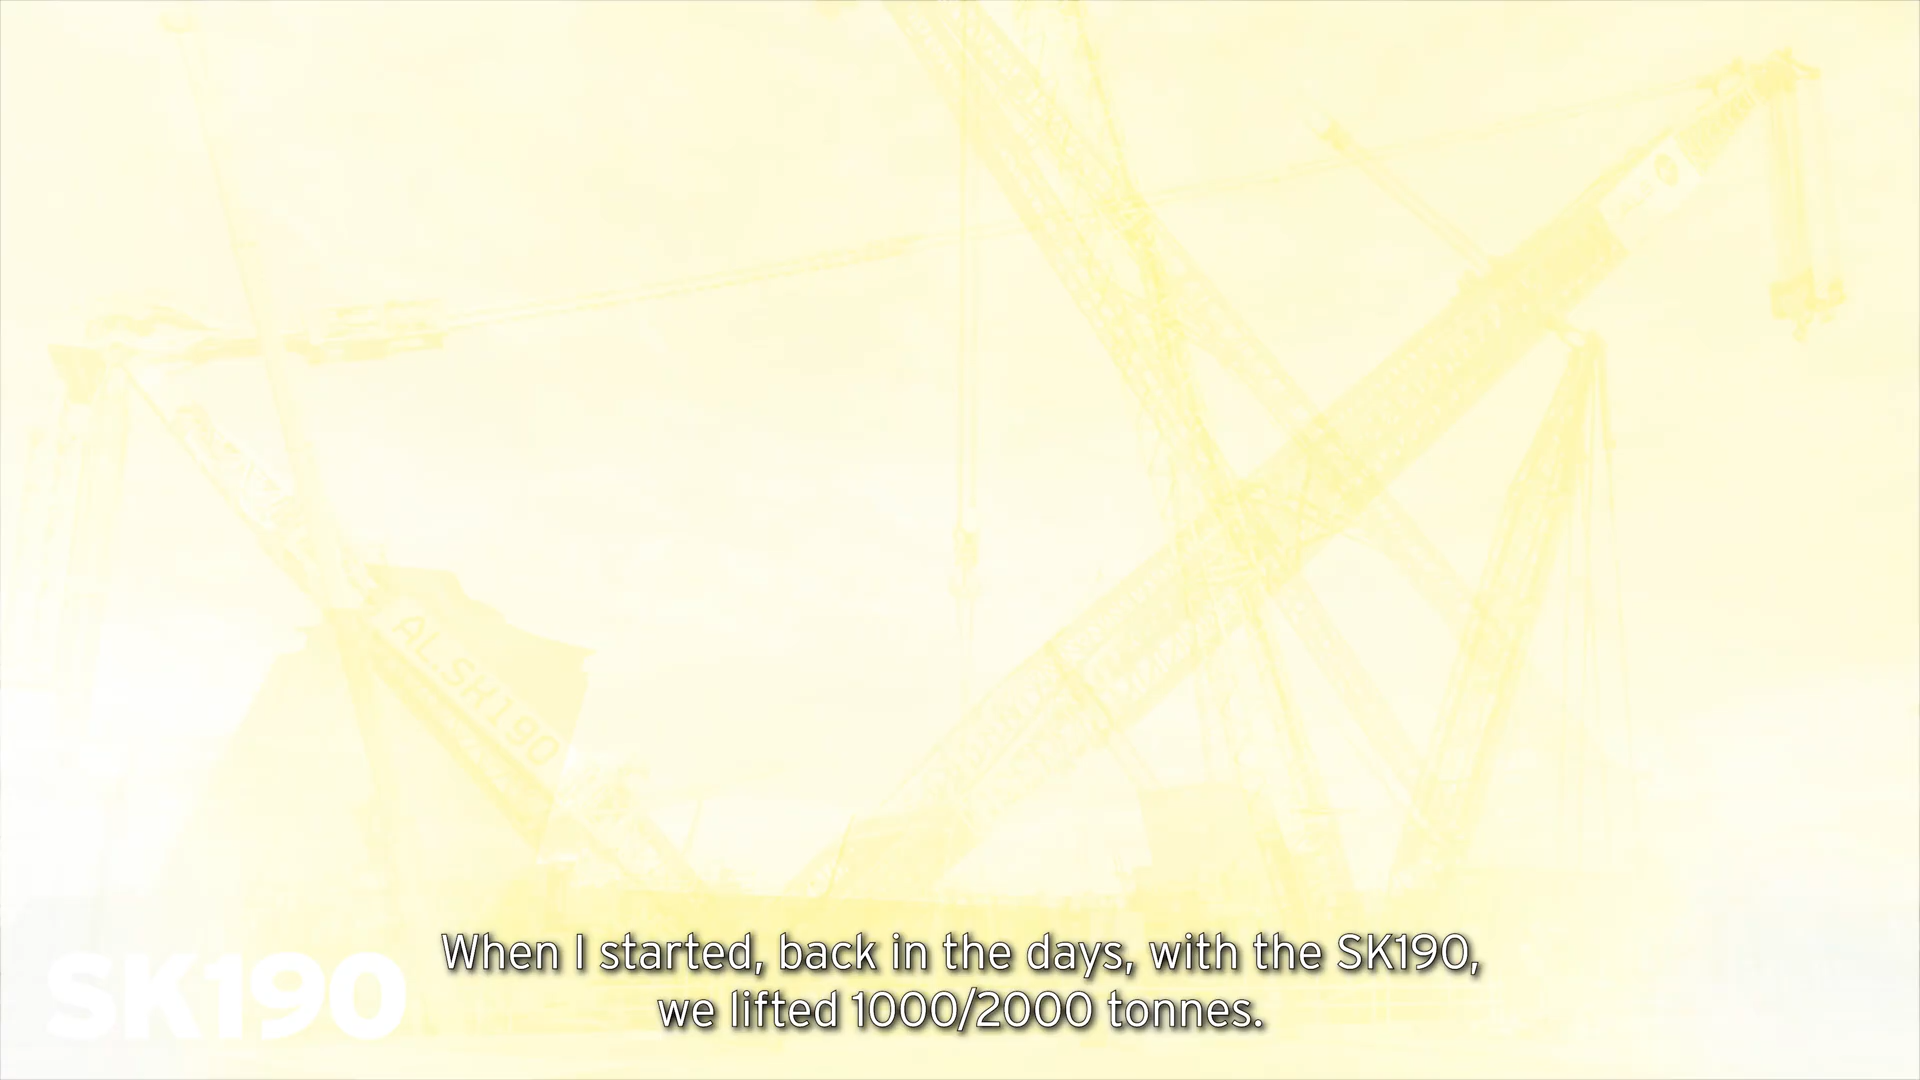 AL.SK190
SK190
When I started, back in the days, with the SK190,
we lifted 1000/2000 tonnes.